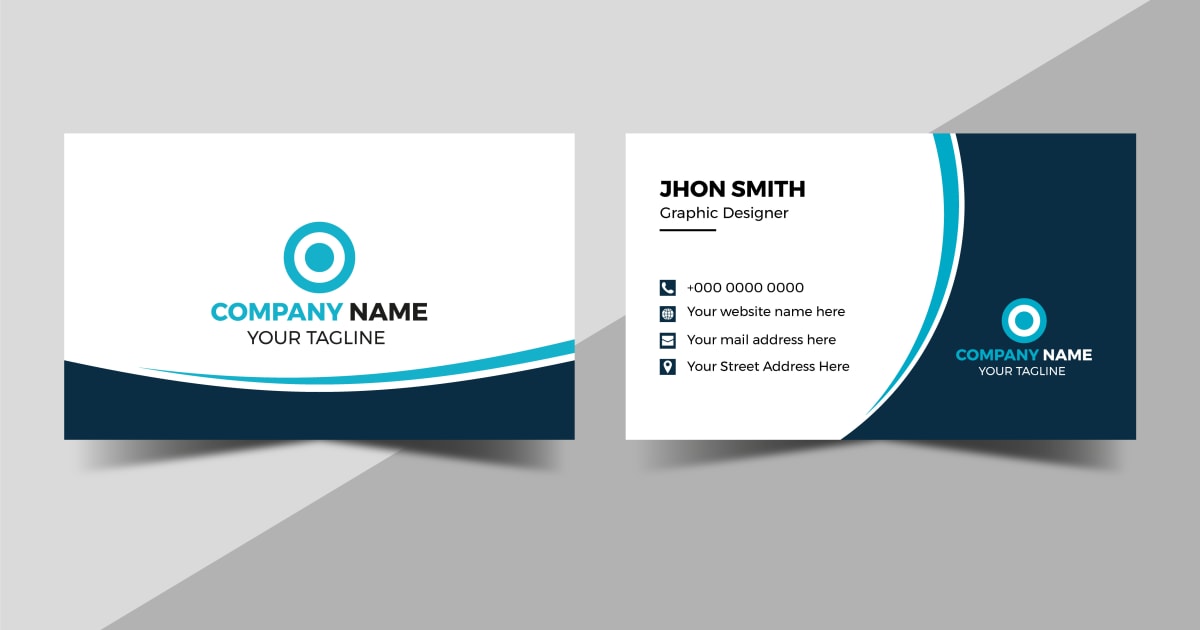 COMPANY NAME
YOUR TAGLINE
JHON SMITH
Graphic Designer
+000 0000 0000
Your website name here
Your mail address here
Your Street Address Here
COMPANY NAME
YOUR TAGLINE